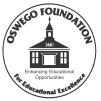 OSWEGO FOUNDATION
Enhancing Educational
Opportunities
For Educational Excellence